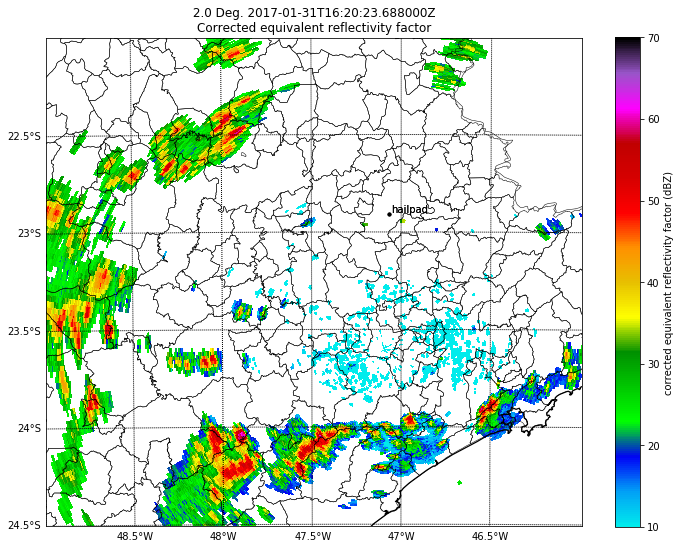 2.0 Deg. 2017-01-31T16:20:23.688000Z
Corrected equivalent reflectivity factor
hailpad
22.5°S
23°S
23.5°S
24°S
24.5°S
48.5°W
48°W
47.5°W
47°W
46.5°W
70
60
50
40
30
20
10
corrected equivalent reflectivity factor (dBZ)